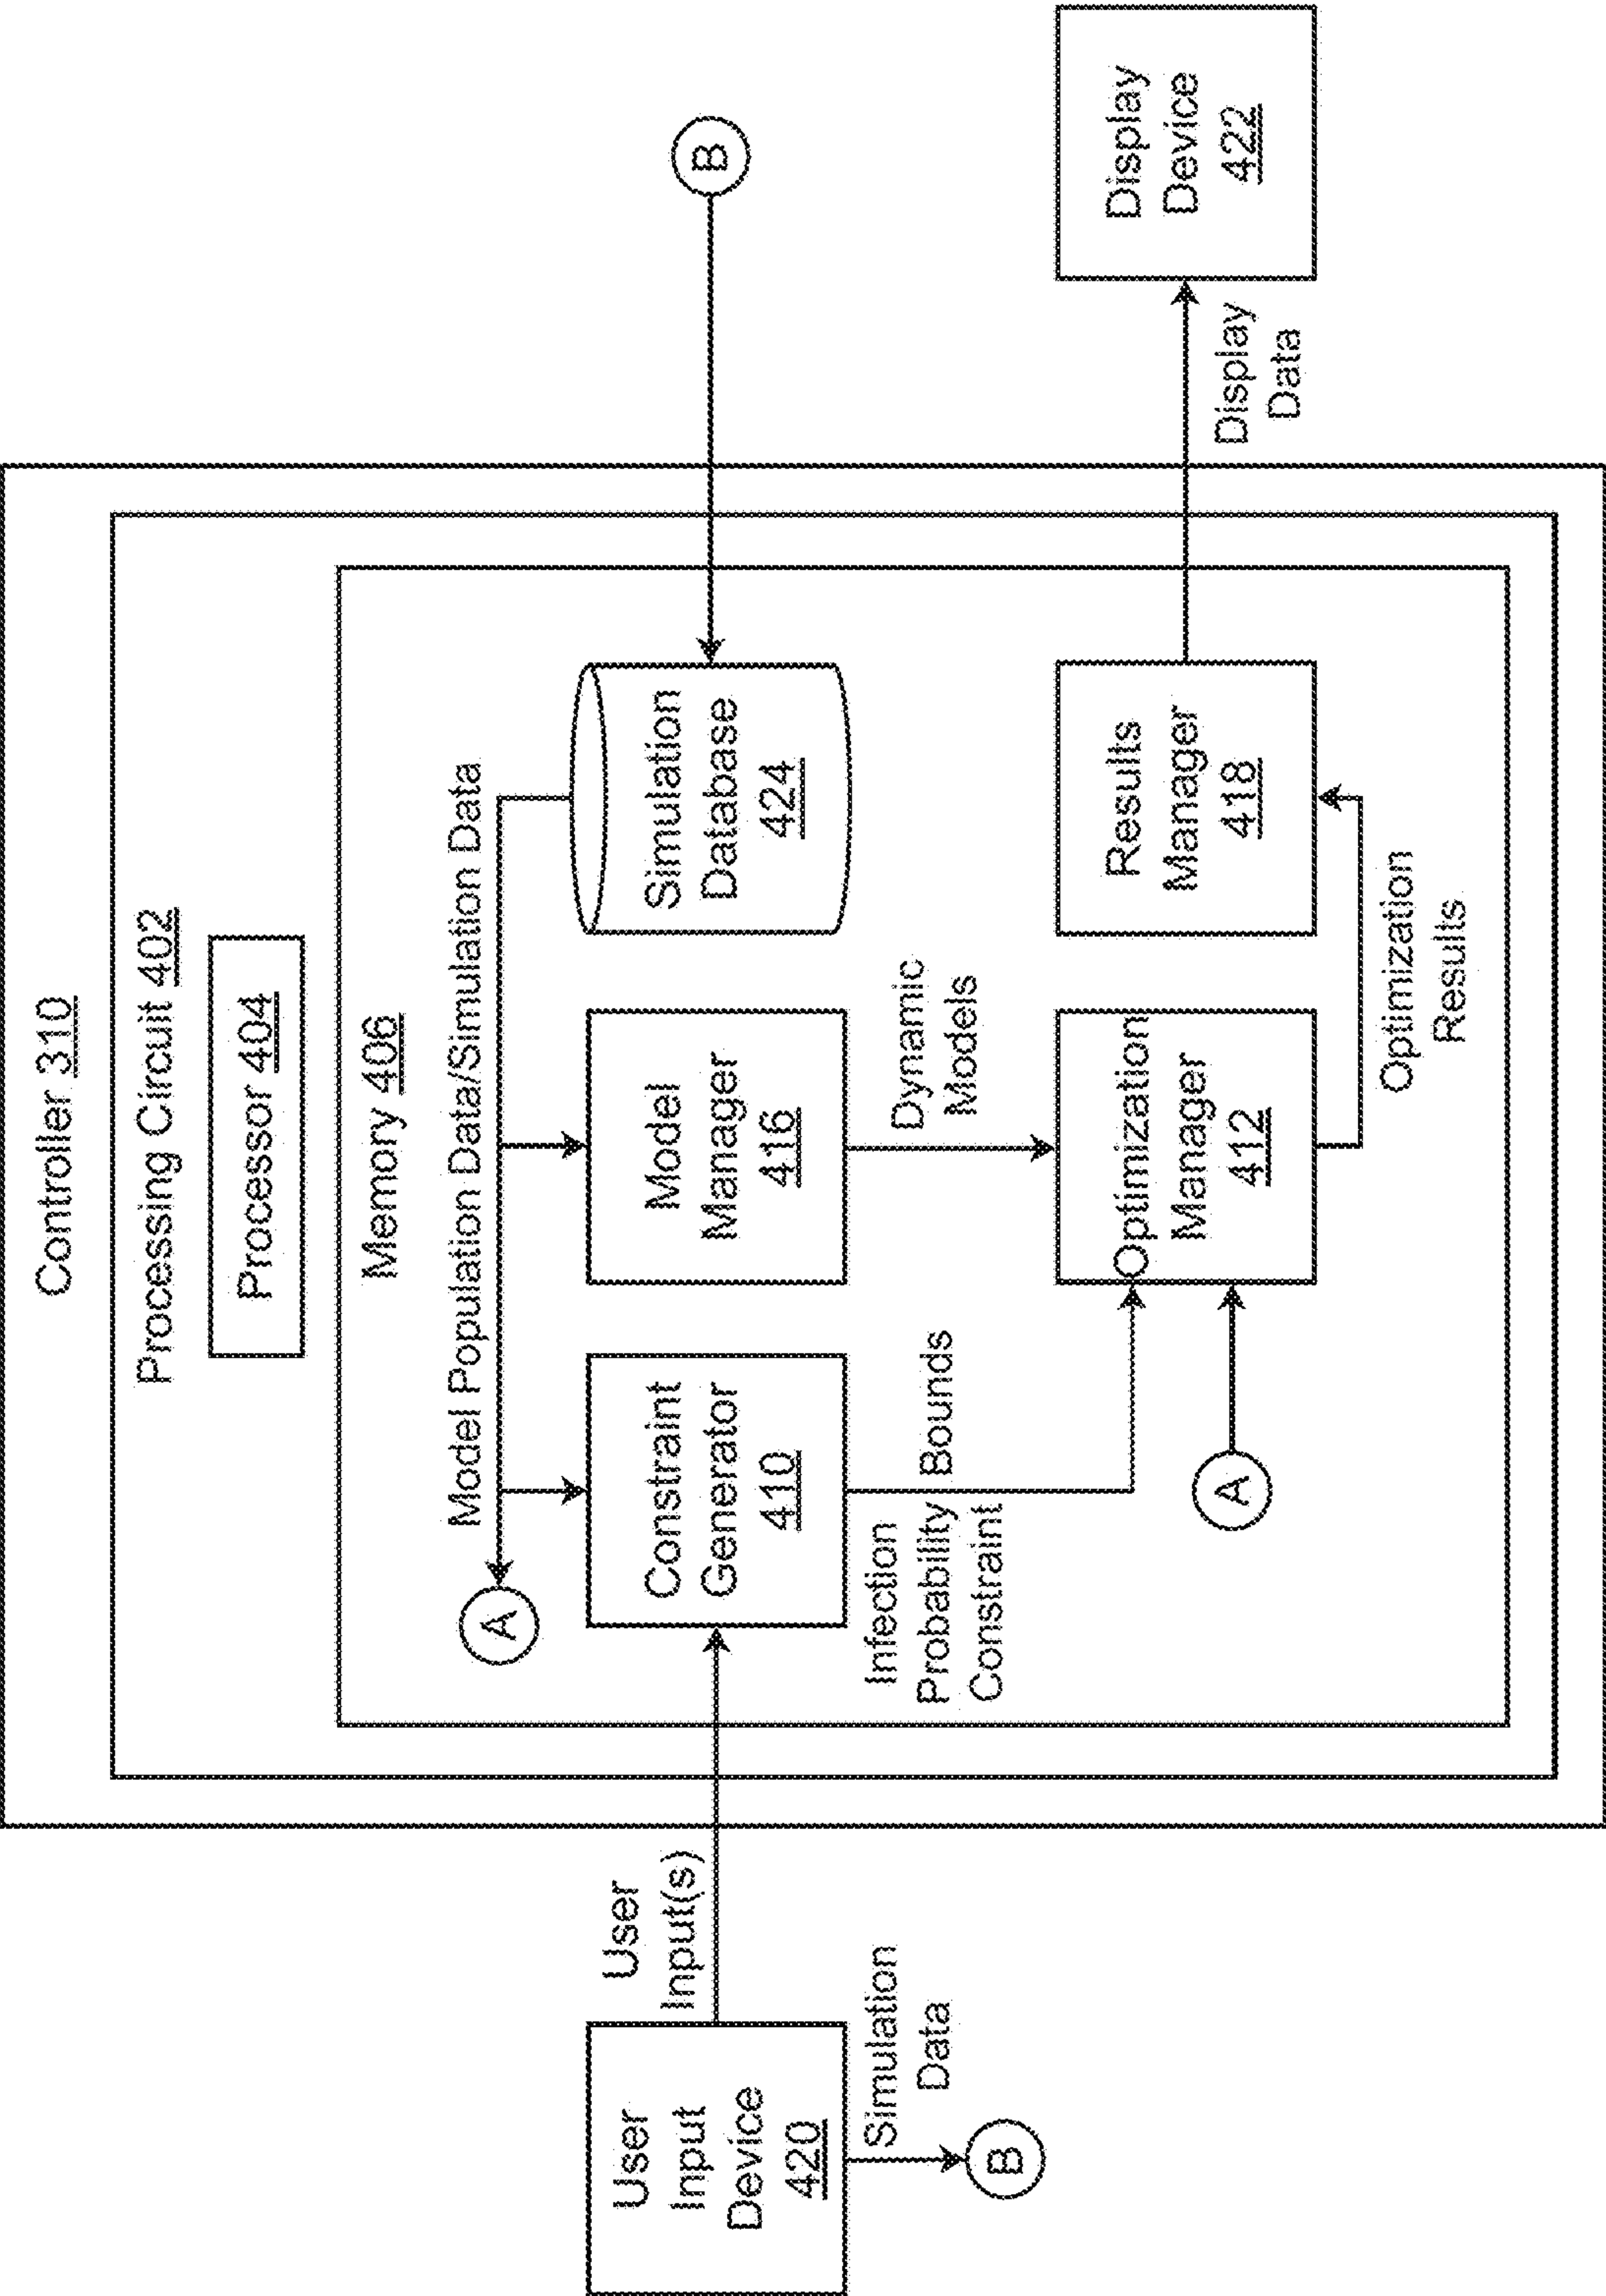 Controller 310
Processing Circuit 402
Processor 404
Memory 406
Model Population Data/Simulation Data
A
User
Input
Device
420
User
Input(s)
Simulation
Data
B
Constraint
Generator
410
Model
Manager
416
Simulation
Database
424
B
Infection
Probability
Constraint
Bounds
Dynamic
Models
A
Optimization
Manager
412
Results
Manager
418
Optimization
Results
Display
Data
Display
Device
422